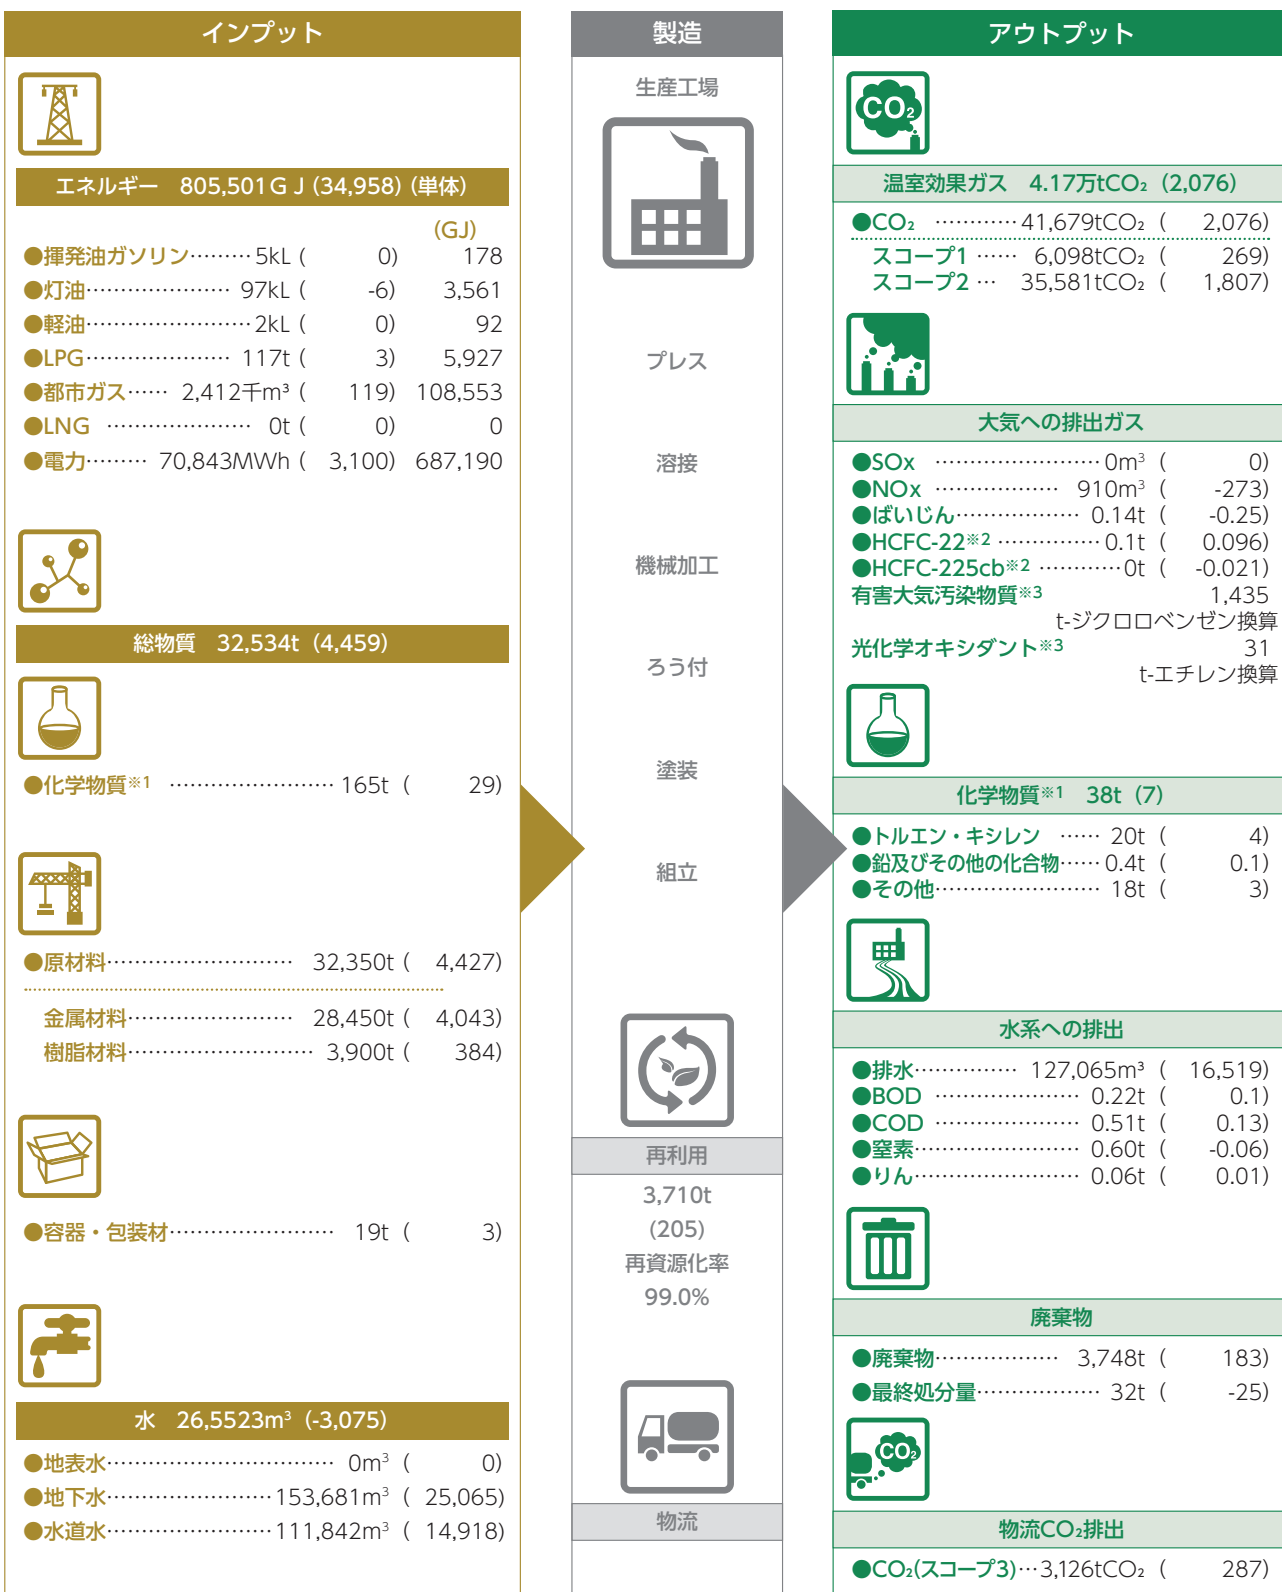 インプット
エネルギー 805,501GJ(34,958)(単体)
(GJ)
●揮発油ガソリン………5kL( 0) 178
●灯油………………… 97kL( -6) 3,561
●軽油……………………2kL( 0) 92
●LPG………………… 117t( 3) 5,927
●都市ガス…… 2,412千m³( 119) 108,553
●LNG ………………… 0t( 0) 0
●電力……… 70,843MWh( 3,100) 687,190
総物質 32,534t(4,459)
●化学物質※1 …………………… 165t( 29)
●原材料……………………… 32,350t( 4,427)
金属材料…………………… 28,450t( 4,043)
樹脂材料……………………… 3,900t( 384)
●容器・包装材…………………… 19t( 3)
水 26,5523m³(-3,075)
●地表水…………………………… 0m³( 0)
●地下水……………………153,681m³( 25,065)
●水道水……………………111,842m³( 14,918)
製造
生産工場
プレス
溶接
機械加工
ろう付
塗装
組立
再利用
3,710t
(205)
再資源化率
99.0%
物流
アウトプット
CO₂
温室効果ガス 4.17万tCO₂(2,076)
●CO₂ …………41,679tCO₂( 2,076)
スコープ1 …… 6,098tCO₂( 269)
スコープ2 … 35,581tCO₂( 1,807)
大気への排出ガス
●SOx ……………………0m³( 0)
●NOx ……………… 910m³( -273)
●ばいじん……………… 0.14t( -0.25)
●HCFC-22※2 ……………0.1t( 0.096)
●HCFC-225cb※2 …………0t( -0.021)
有害大気汚染物質※3 1,435
t-ジクロロベンゼン換算
光化学オキシダント※3 31
t-エチレン換算
化学物質※1 38t(7)
●トルエン・キシレン …… 20t( 4)
●鉛及びその他の化合物……0.4t( 0.1)
●その他…………………… 18t( 3)
水系への排出
●排水…………… 127,065m³( 16,519)
●BOD ………………… 0.22t( 0.1)
●COD ………………… 0.51t( 0.13)
●窒素…………………… 0.60t( -0.06)
●りん…………………… 0.06t( 0.01)
廃棄物
●廃棄物……………… 3,748t( 183)
●最終処分量……………… 32t( -25)
CO₂
物流CO₂排出
●CO₂(スコープ3)…3,126tCO₂( 287)